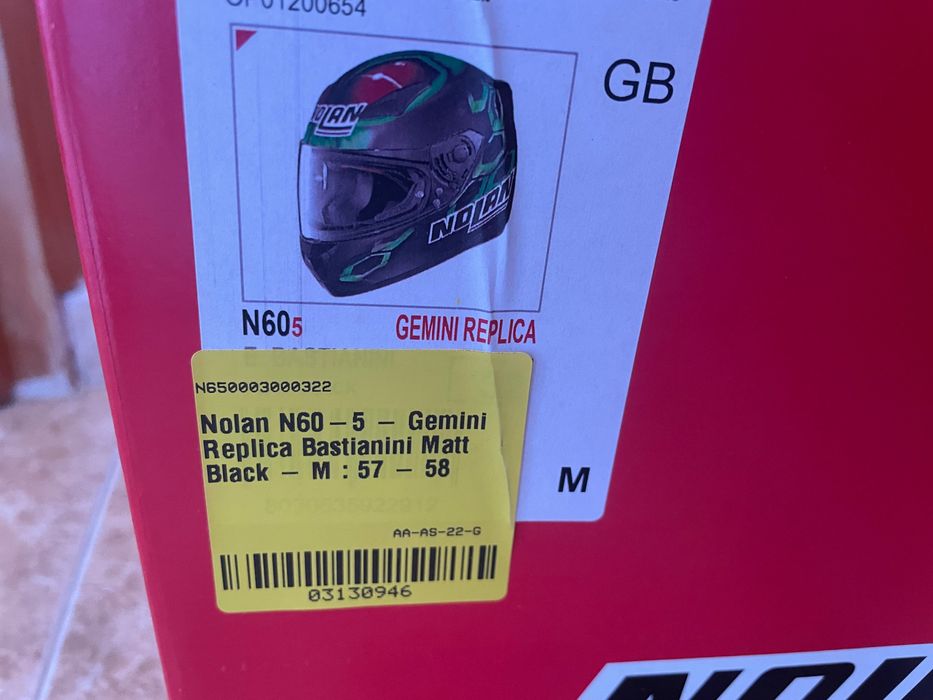 GB
NOLAN
NOLAN
N605 GEMINI REPLICA
E. BASTIANINI
N650003000322
Nolan N60 – 5 – Gemini
Replica Bastianini Matt
Black – M : 57 – 58
M
AA-AS-22-G
03130946